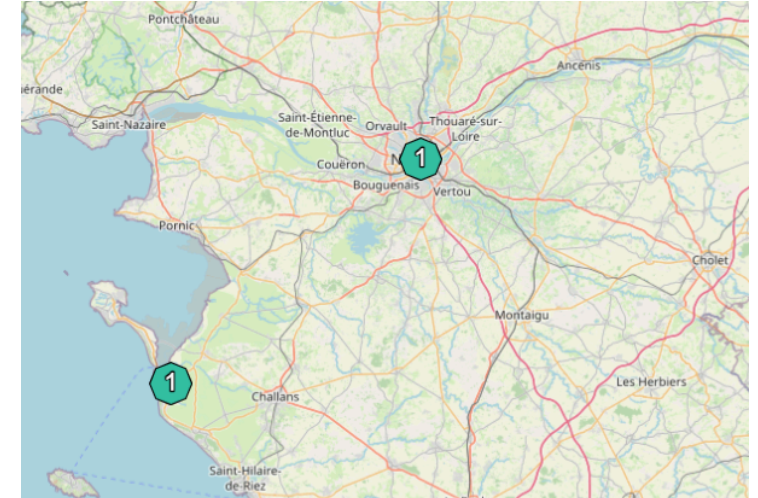 Pontchâteau
Ancenis
érande
Saint-Nazaire
Saint-Étienne-
de-Montluc
Orvault
Thouaré-sur-
Loire
Couëron
N
1
Bouguenais
Vertou
Pornic
Cholet
Montaigu
1
Challans
Les Herbiers
Saint-Hilaire-
de-Riez